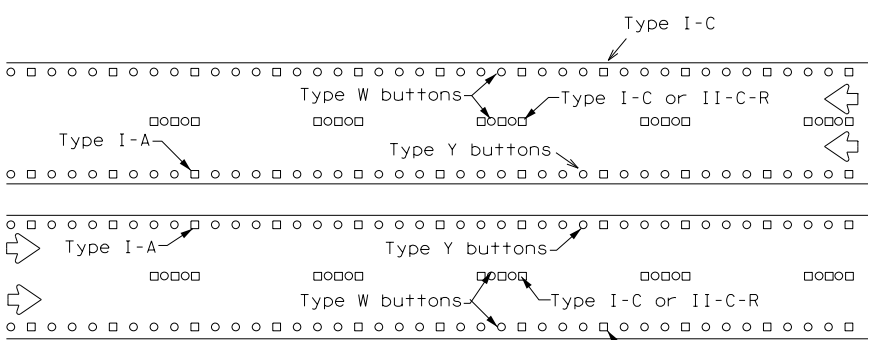 Type I-C
Type W buttons
Type I-C or II-C-R
Type I-A
Type Y buttons
Type I-A
Type Y buttons
Type W buttons
Type I-C or II-C-R